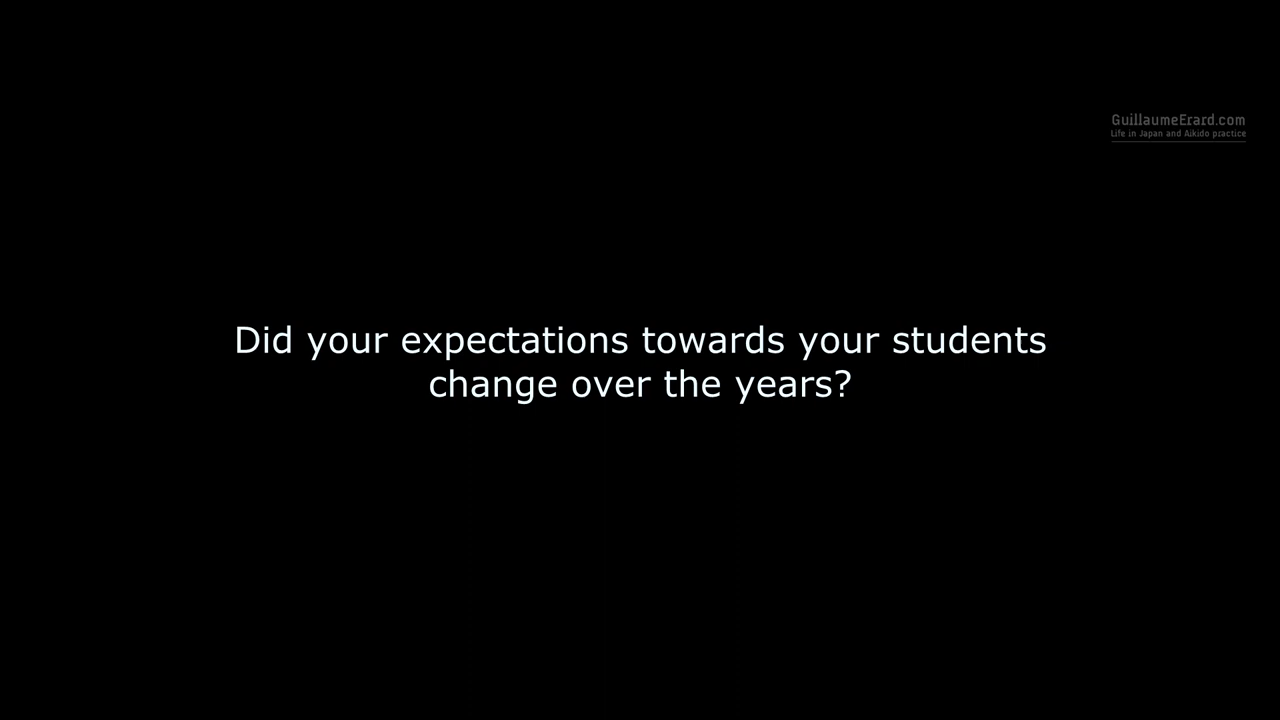 GuillaumeErard.com
Life in Japan and Aikido practice
Did your expectations towards your students
change over the years?